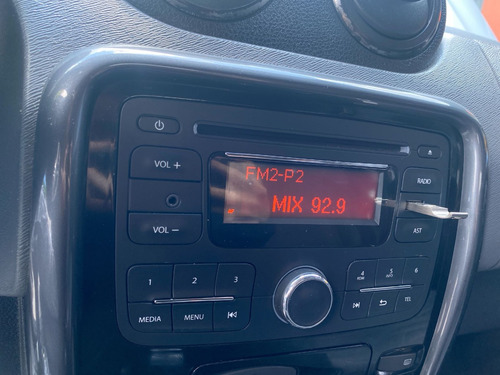 VOL +
FM2-P2
MIX 92.9
RADIO
VOL −
AST
1 2 3
4 5 6
MEDIA MENU
TEL